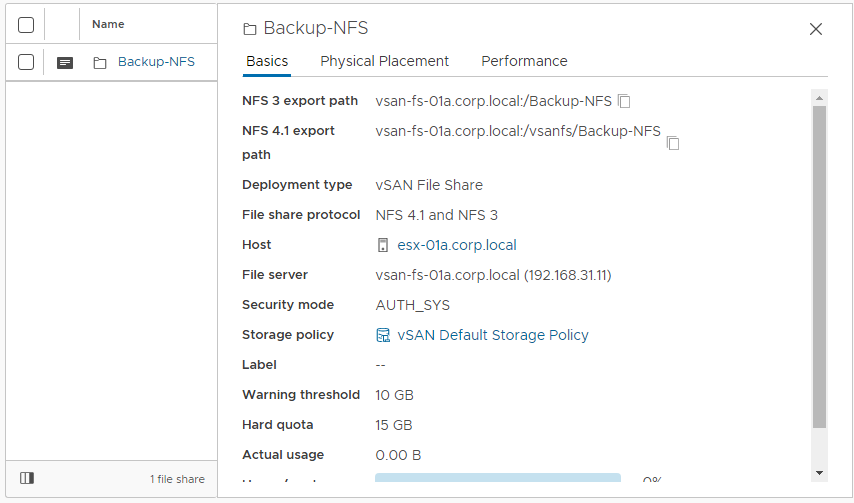 Name
Backup-NFS
1 file share
Backup-NFS
Basics Physical Placement Performance
NFS 3 export path vsan-fs-01a.corp.local:/Backup-NFS
NFS 4.1 export vsan-fs-01a.corp.local:/vsanfs/Backup-NFS
path
Deployment type vSAN File Share
File share protocol NFS 4.1 and NFS 3
Host esx-01a.corp.local
File server vsan-fs-01a.corp.local (192.168.31.11)
Security mode AUTH_SYS
Storage policy vSAN Default Storage Policy
Label --
Warning threshold 10 GB
Hard quota 15 GB
Actual usage 0.00 B
0%